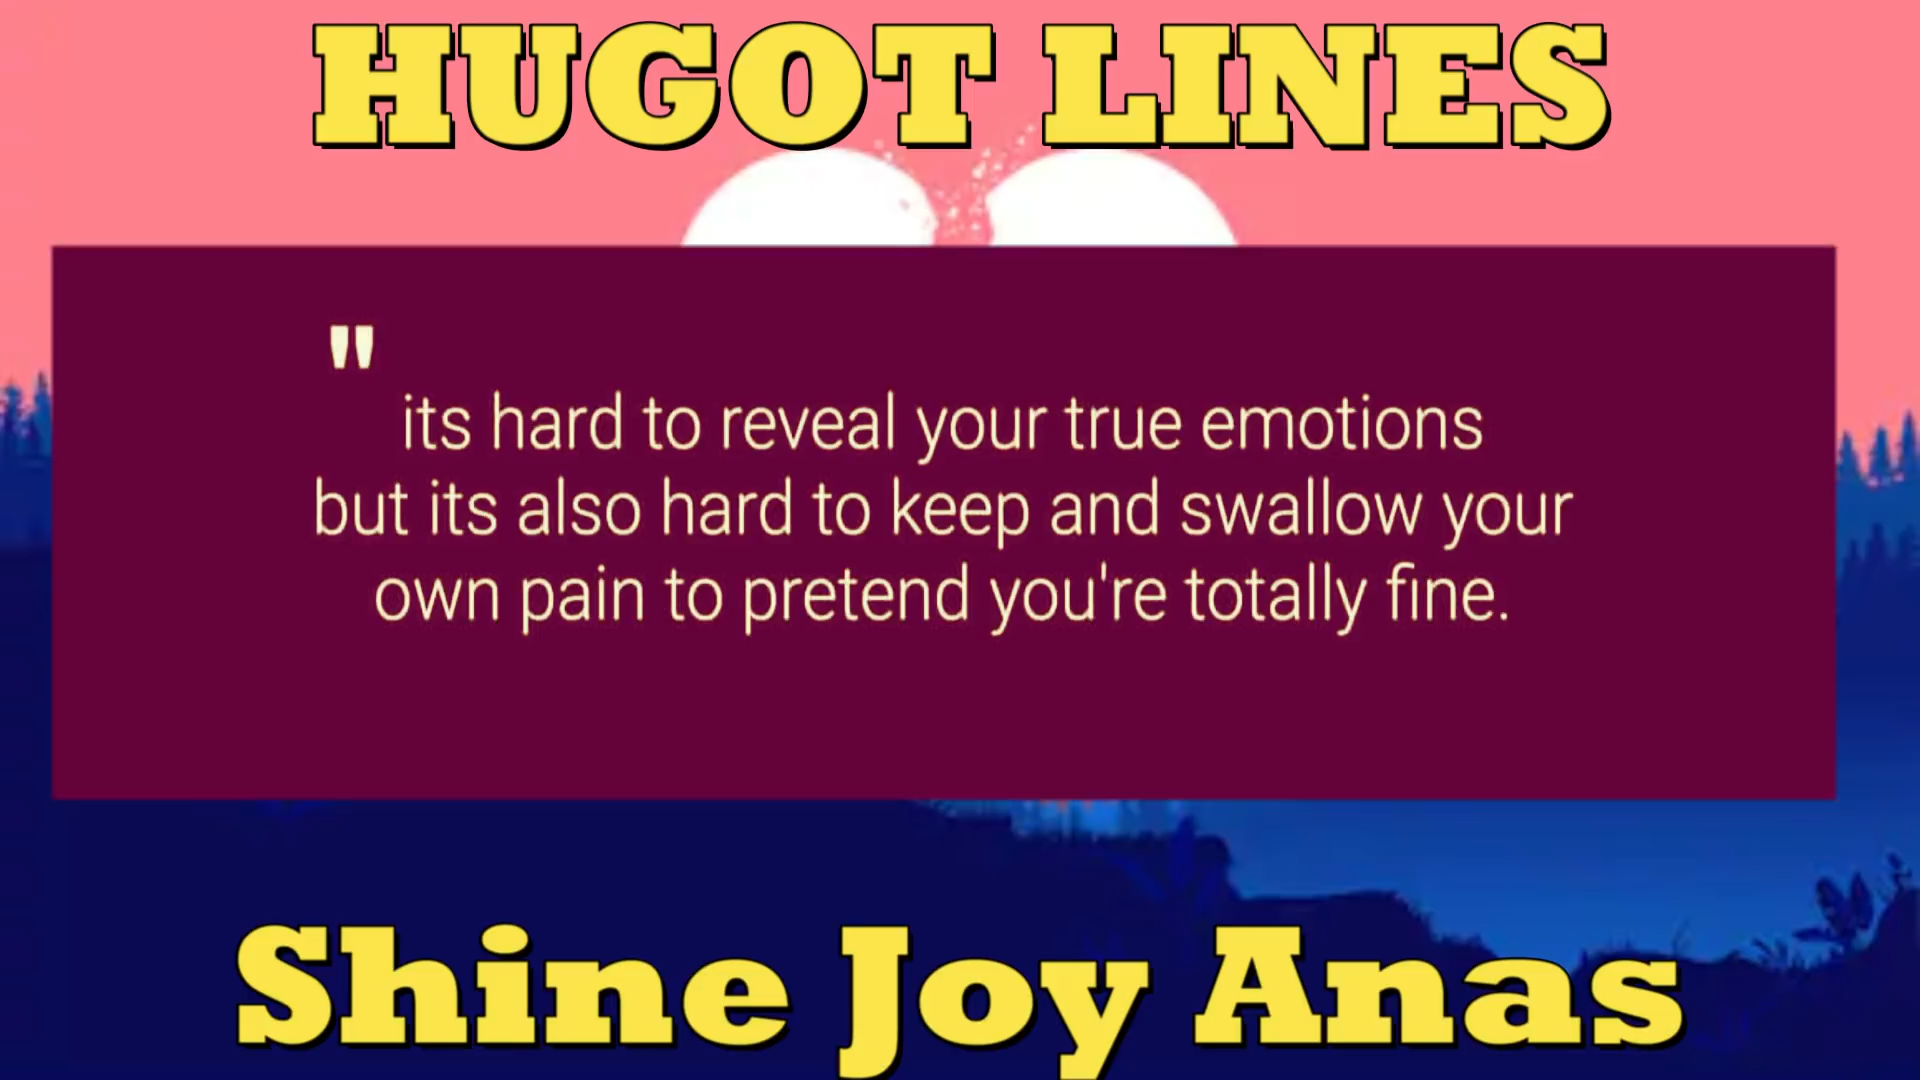 HUGOT LINES
"
its hard to reveal your true emotions
but its also hard to keep and swallow your
own pain to pretend you're totally fine.
Shine Joy Anas